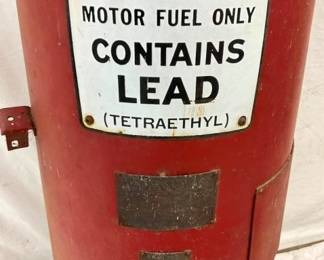 MOTOR FUEL ONLY
CONTAINS
LEAD
(TETRAETHYL)